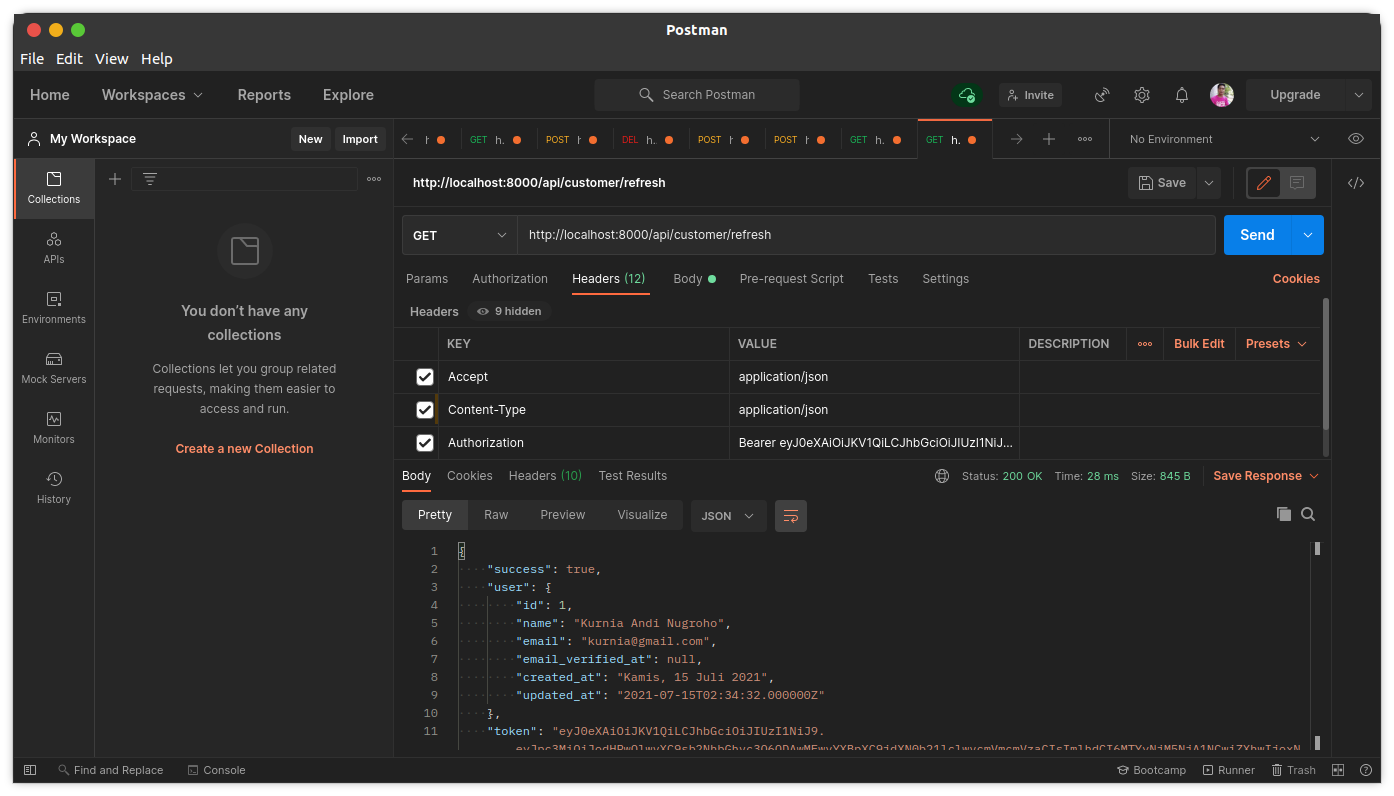 Postman
File Edit View Help
Home Workspaces Reports Explore Search Postman Invite Upgrade
My Workspace New Import GET h. POST h DEL h. POST h POST h GET h. GET h. No Environment
http://localhost:8000/api/customer/refresh Save
Collections
APIs
Environments
Mock Servers
Monitors
History
You don't have any
collections
Collections let you group related
requests, making them easier to
access and run.
Create a new Collection
GET http://localhost:8000/api/customer/refresh Send
Params Authorization Headers (12) Body Pre-request Script Tests Settings Cookies
Headers 9 hidden
KEY VALUE DESCRIPTION Bulk Edit Presets
Accept application/json
Content-Type application/json
Authorization Bearer eyJ0eXAiOiJKV1QiLCJhbGciOiJIUzI1NiJ...
Body Cookies Headers (10) Test Results Status: 200 OK Time: 28 ms Size: 845 B Save Response
Pretty Raw Preview Visualize JSON
1 {
2 "success": true,
3 "user": {
4 "id": 1,
5 "name": "Kurnia Andi Nugroho",
6 "email": "kurnia@gmail.com",
7 "email_verified_at": null,
8 "created_at": "Kamis, 15 Juli 2021",
9 "updated_at": "2021-07-15T02:34:32.000000Z"
10 },
11 "token": "eyJ0eXAiOiJKV1QiLCJhbGciOiJIUzI1NiJ9.
Find and Replace Console Bootcamp Runner Trash